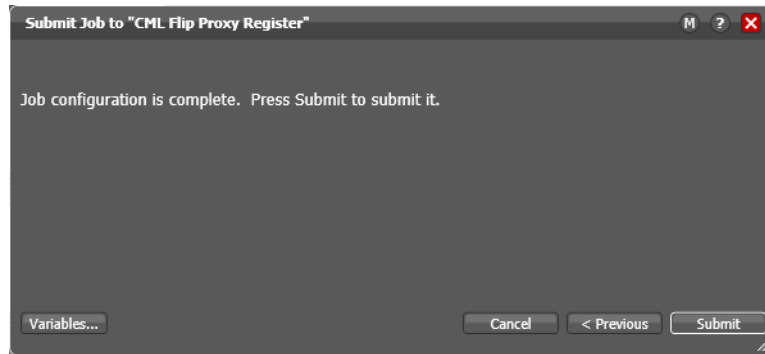 Submit Job to "CML Flip Proxy Register"
M ?
Job configuration is complete. Press Submit to submit it.
Variables... Cancel < Previous Submit